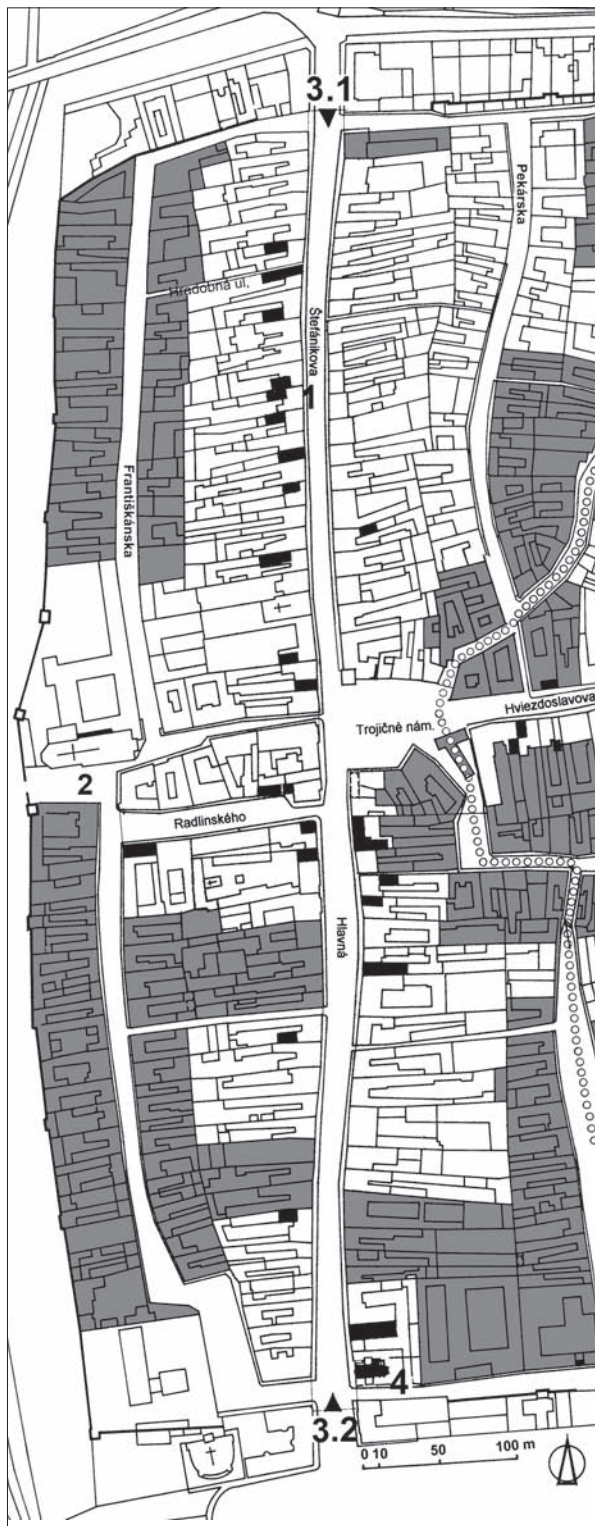 3.1
Pekárska
Hradobná ul.
Štefánikova
1
Františkánska
Hviezdoslavova
Trojičné nám.
2
Radlinského
Hlavná
4
3.2
0 10 50 100 m